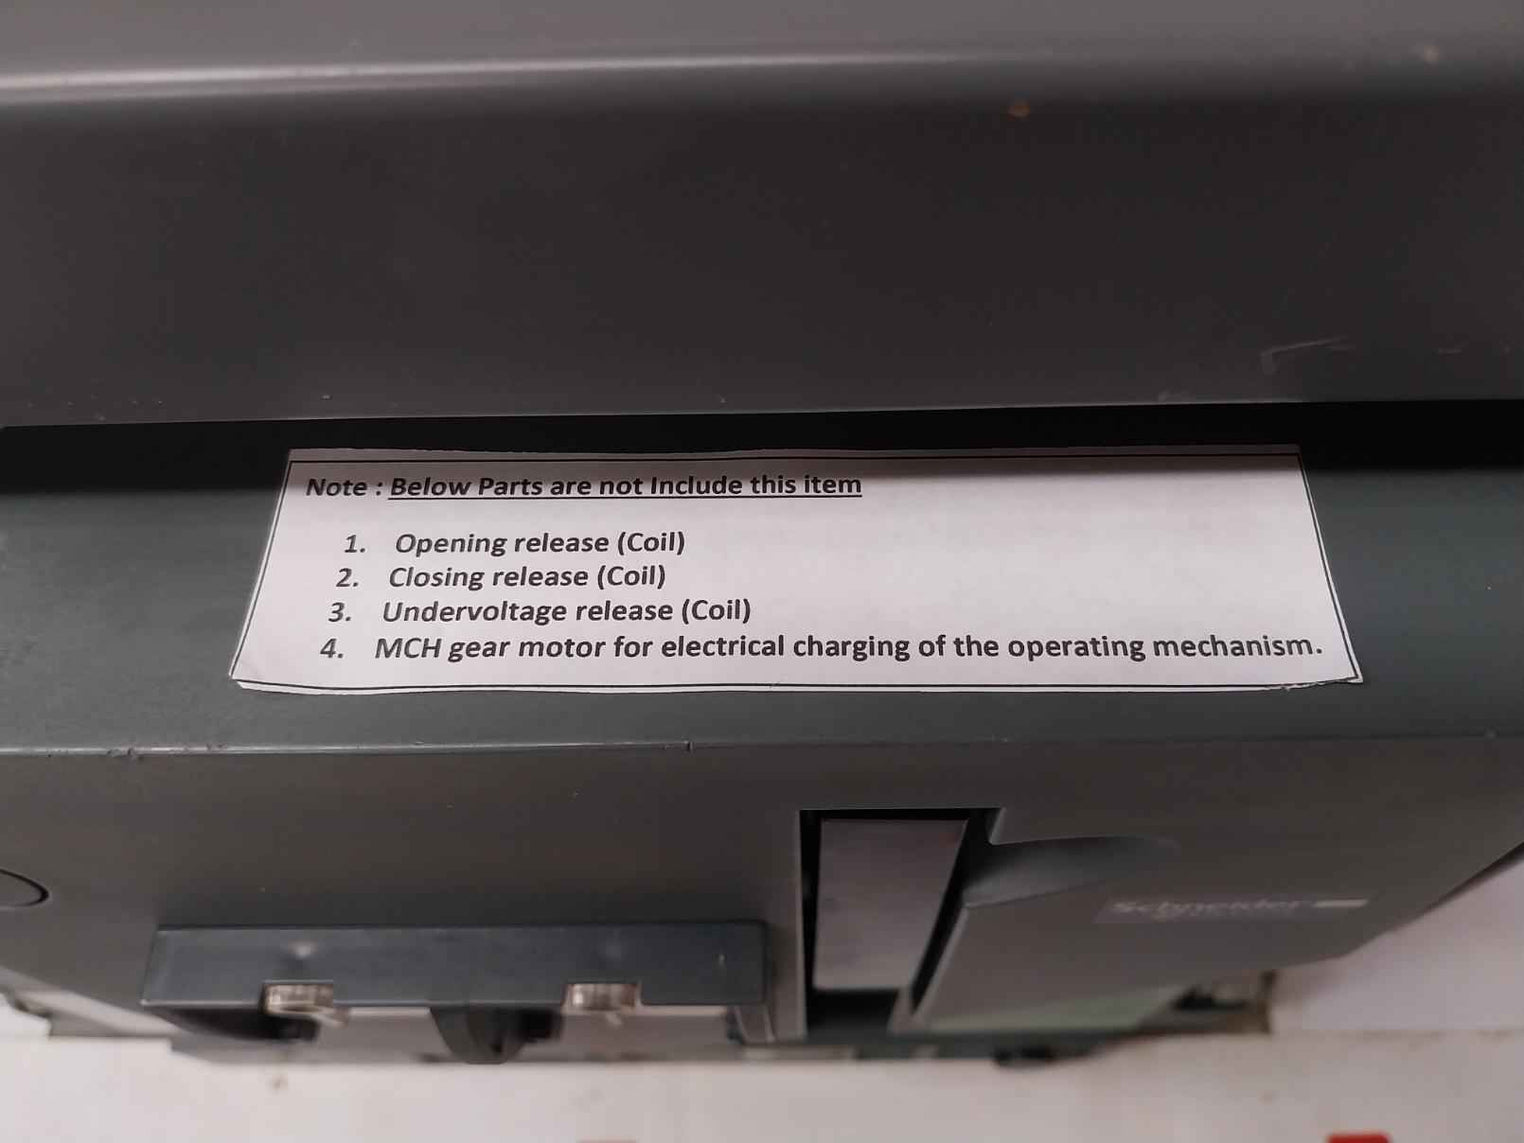 Note : Below Parts are not Include this item
1. Opening release (Coil)
2. Closing release (Coil)
3. Undervoltage release (Coil)
4. MCH gear motor for electrical charging of the operating mechanism.
Schneider